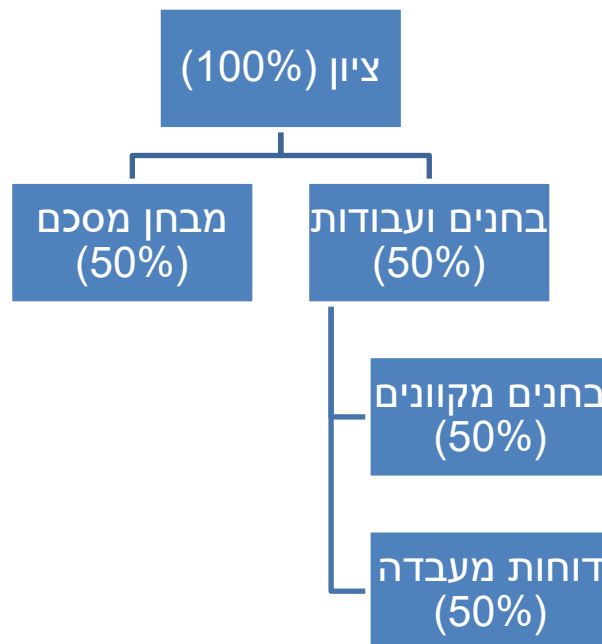 ציון (100%)
בחנים ועבודות
(50%)
מבחן מסכם
(50%)
בחנים מקוונים
(50%)
דוחות מעבדה
(50%)